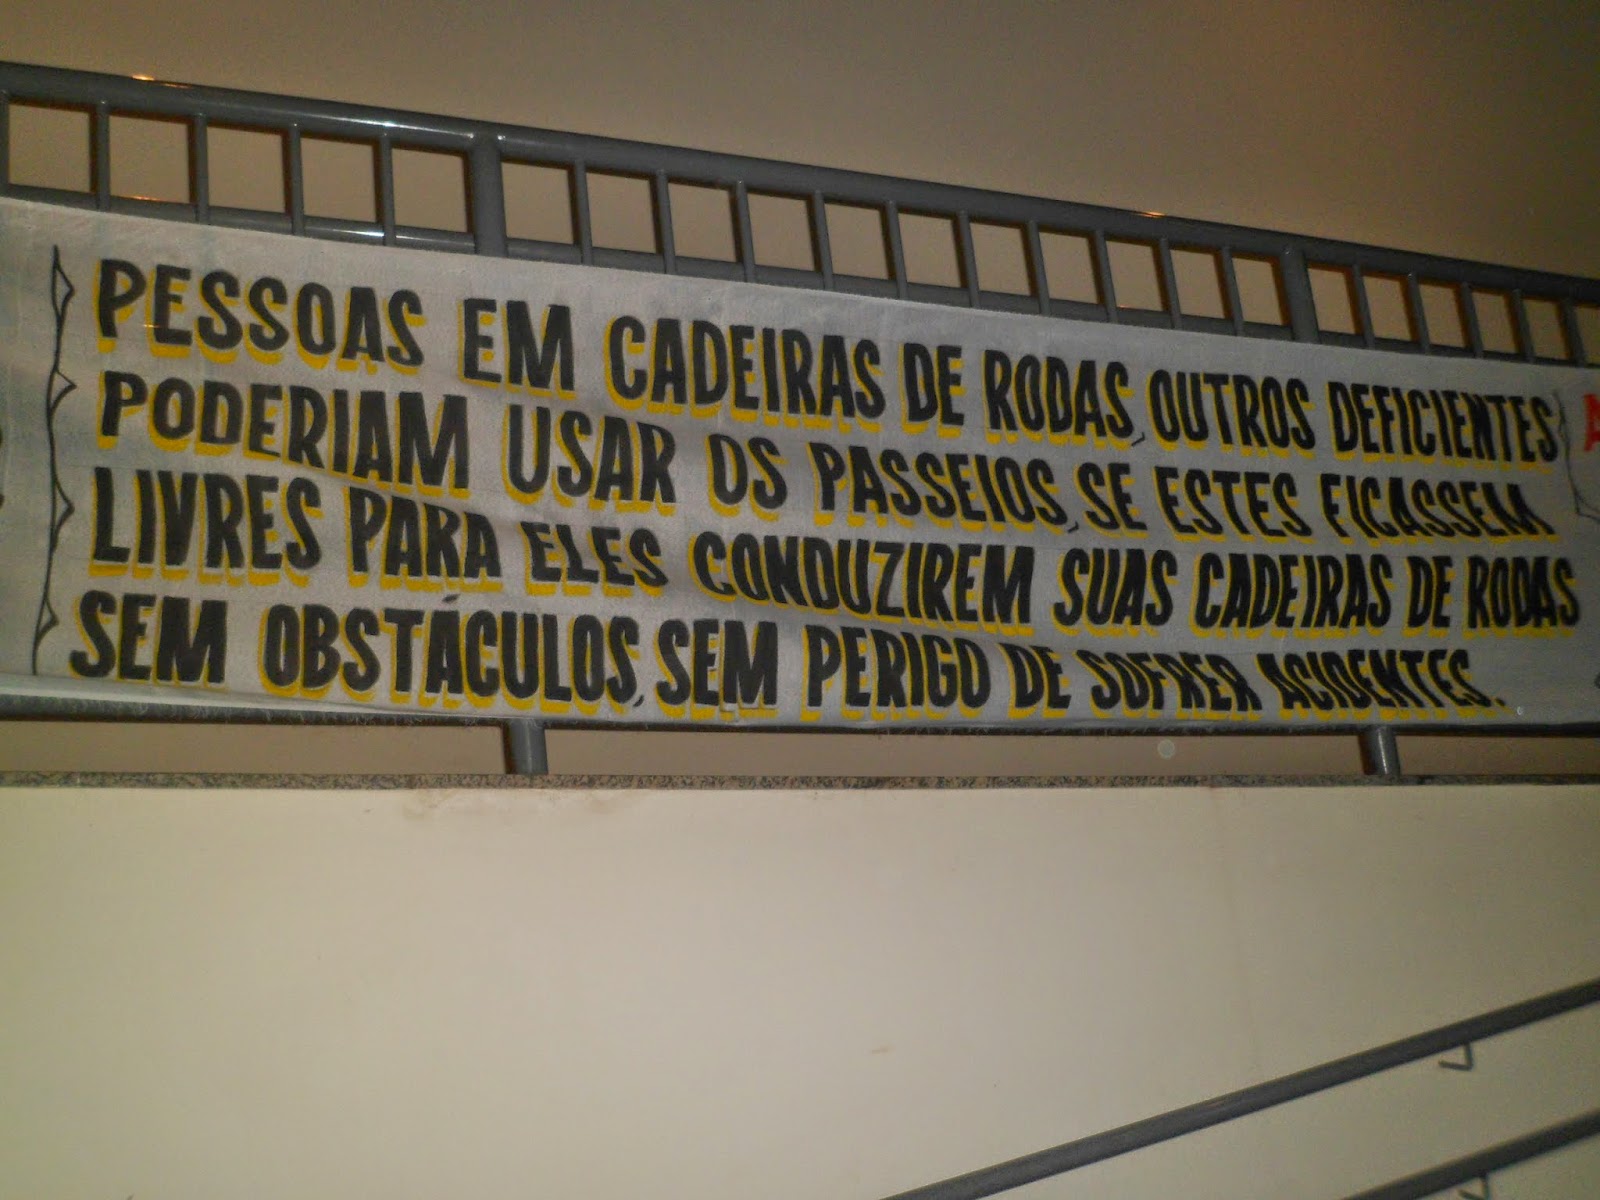 PESSOAS EM CADEIRAS DE RODAS, OUTROS DEFICIENTES
PODERIAM USAR OS PASSEIOS, SE ESTES FICASSEM
LIVRES PARA ELES CONDUZIREM SUAS CADEIRAS DE RODAS
SEM OBSTÁCULOS, SEM PERIGO DE SOFRER ACIDENTES.